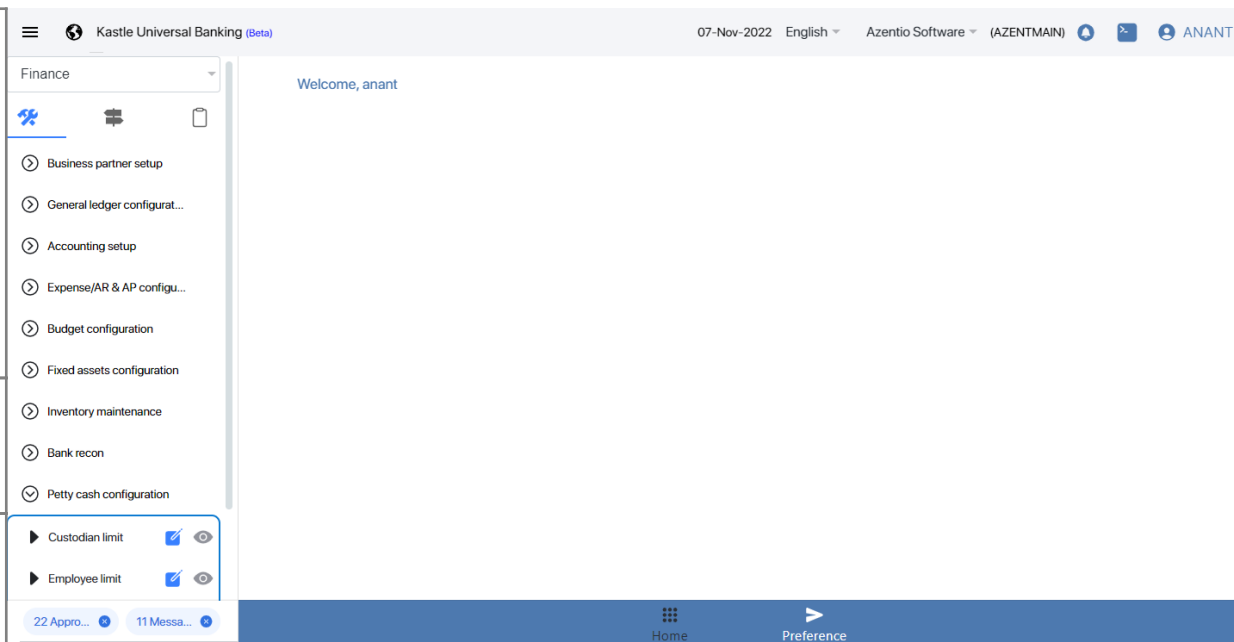 Kastle Universal Banking (Beta)
07-Nov-2022 English Azentio Software (AZENTMAIN) ANANT
Finance
Welcome, anant
Business partner setup
General ledger configurat...
Accounting setup
Expense/AR & AP configu...
Budget configuration
Fixed assets configuration
Inventory maintenance
Bank recon
Petty cash configuration
Custodian limit
Employee limit
22 Appro... 11 Messa...
Home Preference